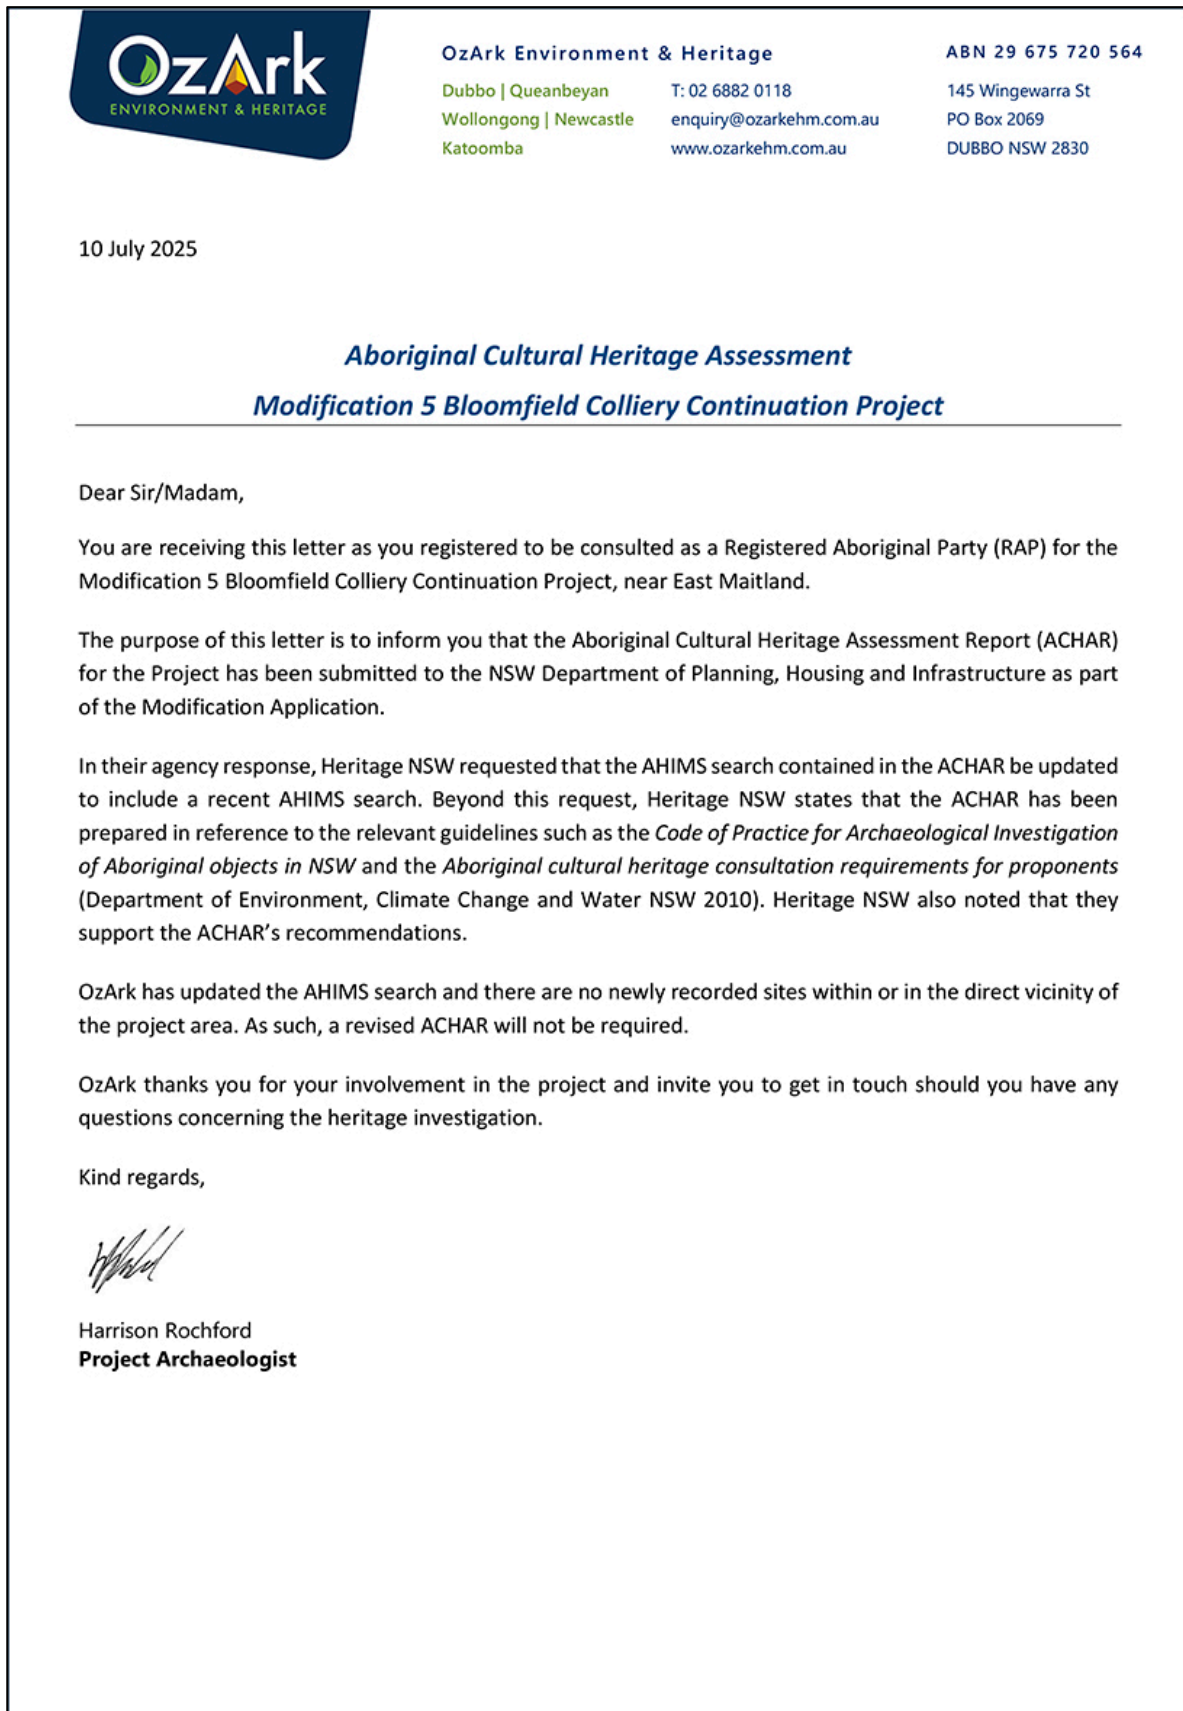 OzArk
ENVIRONMENT & HERITAGE
OzArk Environment & Heritage
Dubbo | Queanbeyan
Wollongong | Newcastle
Katoomba
T: 02 6882 0118
enquiry@ozarkehm.com.au
www.ozarkehm.com.au
ABN 29 675 720 564
145 Wingewarra St
PO Box 2069
DUBBO NSW 2830
10 July 2025
Aboriginal Cultural Heritage Assessment
Modification 5 Bloomfield Colliery Continuation Project
Dear Sir/Madam,
You are receiving this letter as you registered to be consulted as a Registered Aboriginal Party (RAP) for the
Modification 5 Bloomfield Colliery Continuation Project, near East Maitland.
The purpose of this letter is to inform you that the Aboriginal Cultural Heritage Assessment Report (ACHAR)
for the Project has been submitted to the NSW Department of Planning, Housing and Infrastructure as part
of the Modification Application.
In their agency response, Heritage NSW requested that the AHIMS search contained in the ACHAR be updated
to include a recent AHIMS search. Beyond this request, Heritage NSW states that the ACHAR has been
prepared in reference to the relevant guidelines such as the Code of Practice for Archaeological Investigation
of Aboriginal objects in NSW and the Aboriginal cultural heritage consultation requirements for proponents
(Department of Environment, Climate Change and Water NSW 2010). Heritage NSW also noted that they
support the ACHAR’s recommendations.
OzArk has updated the AHIMS search and there are no newly recorded sites within or in the direct vicinity of
the project area. As such, a revised ACHAR will not be required.
OzArk thanks you for your involvement in the project and invite you to get in touch should you have any
questions concerning the heritage investigation.
Kind regards,
Harrison Rochford
Project Archaeologist